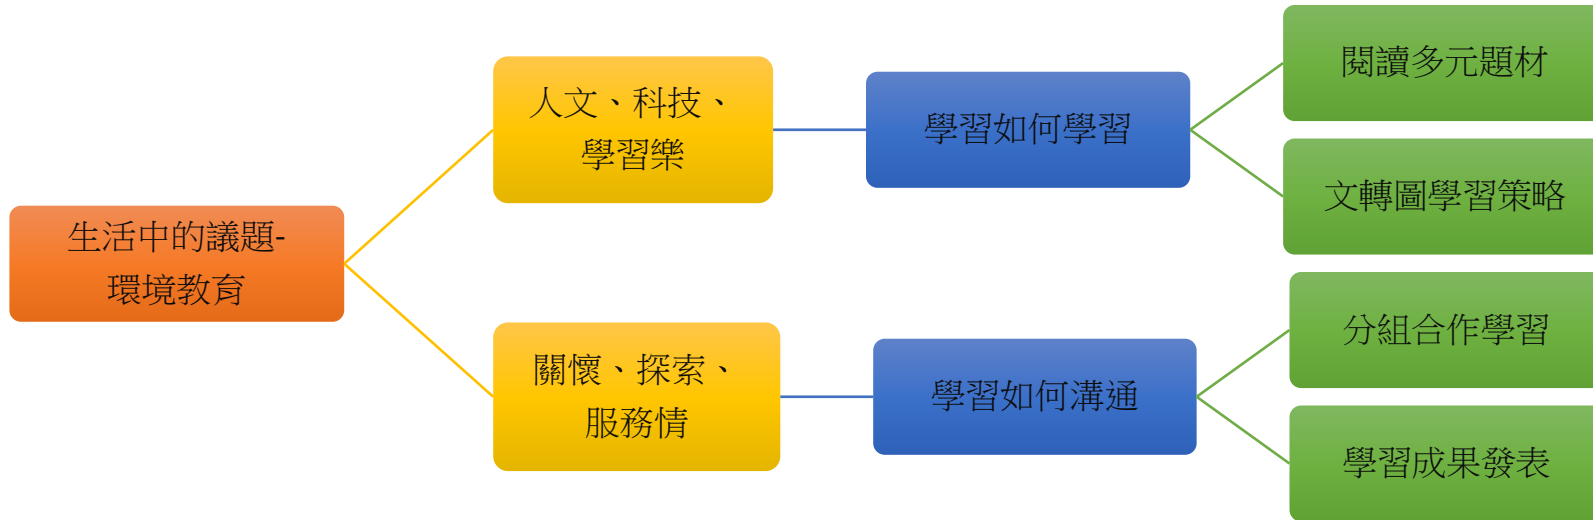 生活中的議題-
環境教育
人文、科技、
學習樂
關懷、探索、
服務情
學習如何學習
學習如何溝通
閱讀多元題材
文轉圖學習策略
分組合作學習
學習成果發表